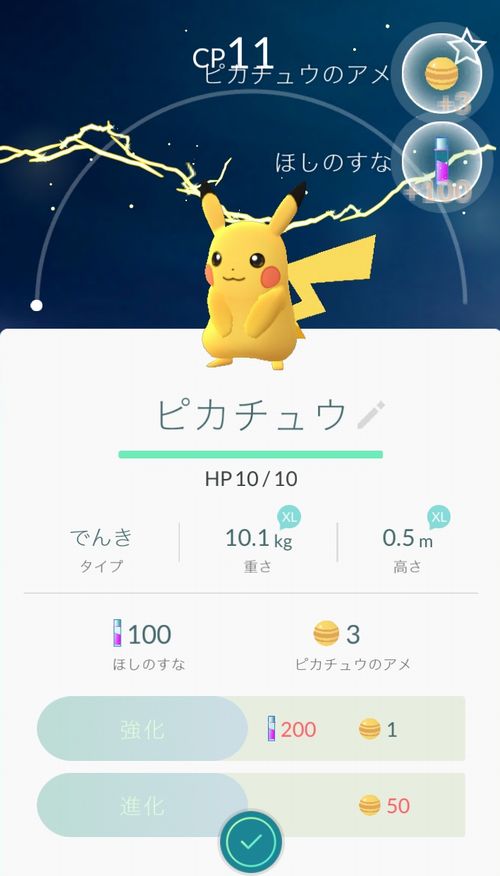 CP11
ピカチュウのアメ
+3
ほしのすな
+100
ピカチュウ
HP 10 / 10
XL
XL
でんき
10.1 kg
0.5 m
タイプ
重さ
高さ
100
3
ほしのすな
ピカチュウのアメ
強化 200 1
進化 50